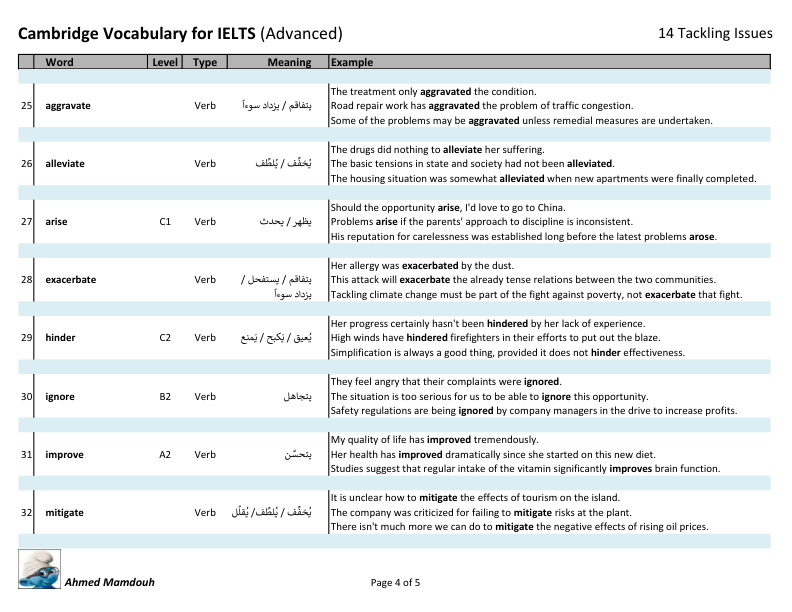 Cambridge Vocabulary for IELTS (Advanced) 14 Tackling Issues
Word Level Type Meaning Example
The treatment only aggravated the condition.
25 aggravate Verb يتفاقم / يزداد سوءاً Road repair work has aggravated the problem of traffic congestion.
Some of the problems may be aggravated unless remedial measures are undertaken.
The drugs did nothing to alleviate her suffering.
26 alleviate Verb يُخفِّف / يُلطِّف The basic tensions in state and society had not been alleviated.
The housing situation was somewhat alleviated when new apartments were finally completed.
Should the opportunity arise, I'd love to go to China.
27 arise C1 Verb يظهر / يحدث Problems arise if the parents' approach to discipline is inconsistent.
His reputation for carelessness was established long before the latest problems arose.
Her allergy was exacerbated by the dust.
28 exacerbate Verb يتفاقم / يستفحل / This attack will exacerbate the already tense relations between the two communities.
يزداد سوءاً Tackling climate change must be part of the fight against poverty, not exacerbate that fight.
Her progress certainly hasn't been hindered by her lack of experience.
29 hinder C2 Verb يُعيق / يَكبح / يَمنع High winds have hindered firefighters in their efforts to put out the blaze.
Simplification is always a good thing, provided it does not hinder effectiveness.
They feel angry that their complaints were ignored.
30 ignore B2 Verb يتجاهل The situation is too serious for us to be able to ignore this opportunity.
Safety regulations are being ignored by company managers in the drive to increase profits.
My quality of life has improved tremendously.
31 improve A2 Verb يتحسَّن Her health has improved dramatically since she started on this new diet.
Studies suggest that regular intake of the vitamin significantly improves brain function.
It is unclear how to mitigate the effects of tourism on the island.
32 mitigate Verb يُخفِّف / يُلطِّف/ يُقلِّل The company was criticized for failing to mitigate risks at the plant.
There isn't much more we can do to mitigate the negative effects of rising oil prices.
Ahmed Mamdouh Page 4 of 5